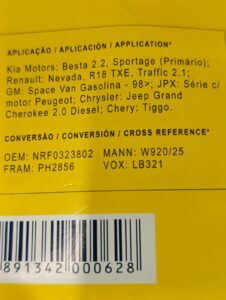 APLICAÇÃO / APLICACIÓN / APPLICATION*
Kia Motors: Besta 2.2, Sportage (Primário);
Renault: Nevada, R18 TXE, Traffic 2.1;
GM: Space Van Gasolina - 98>; JPX: Série c/
motor Peugeot; Chrysler: Jeep Grand
Cherokee 2.0 Diesel; Chery: Tiggo.
CONVERSÃO / CONVERSIÓN / CROSS REFERENCE*
OEM: NRF0323802 MANN: W920/25
FRAM: PH2856 VOX: LB321
891342 000628